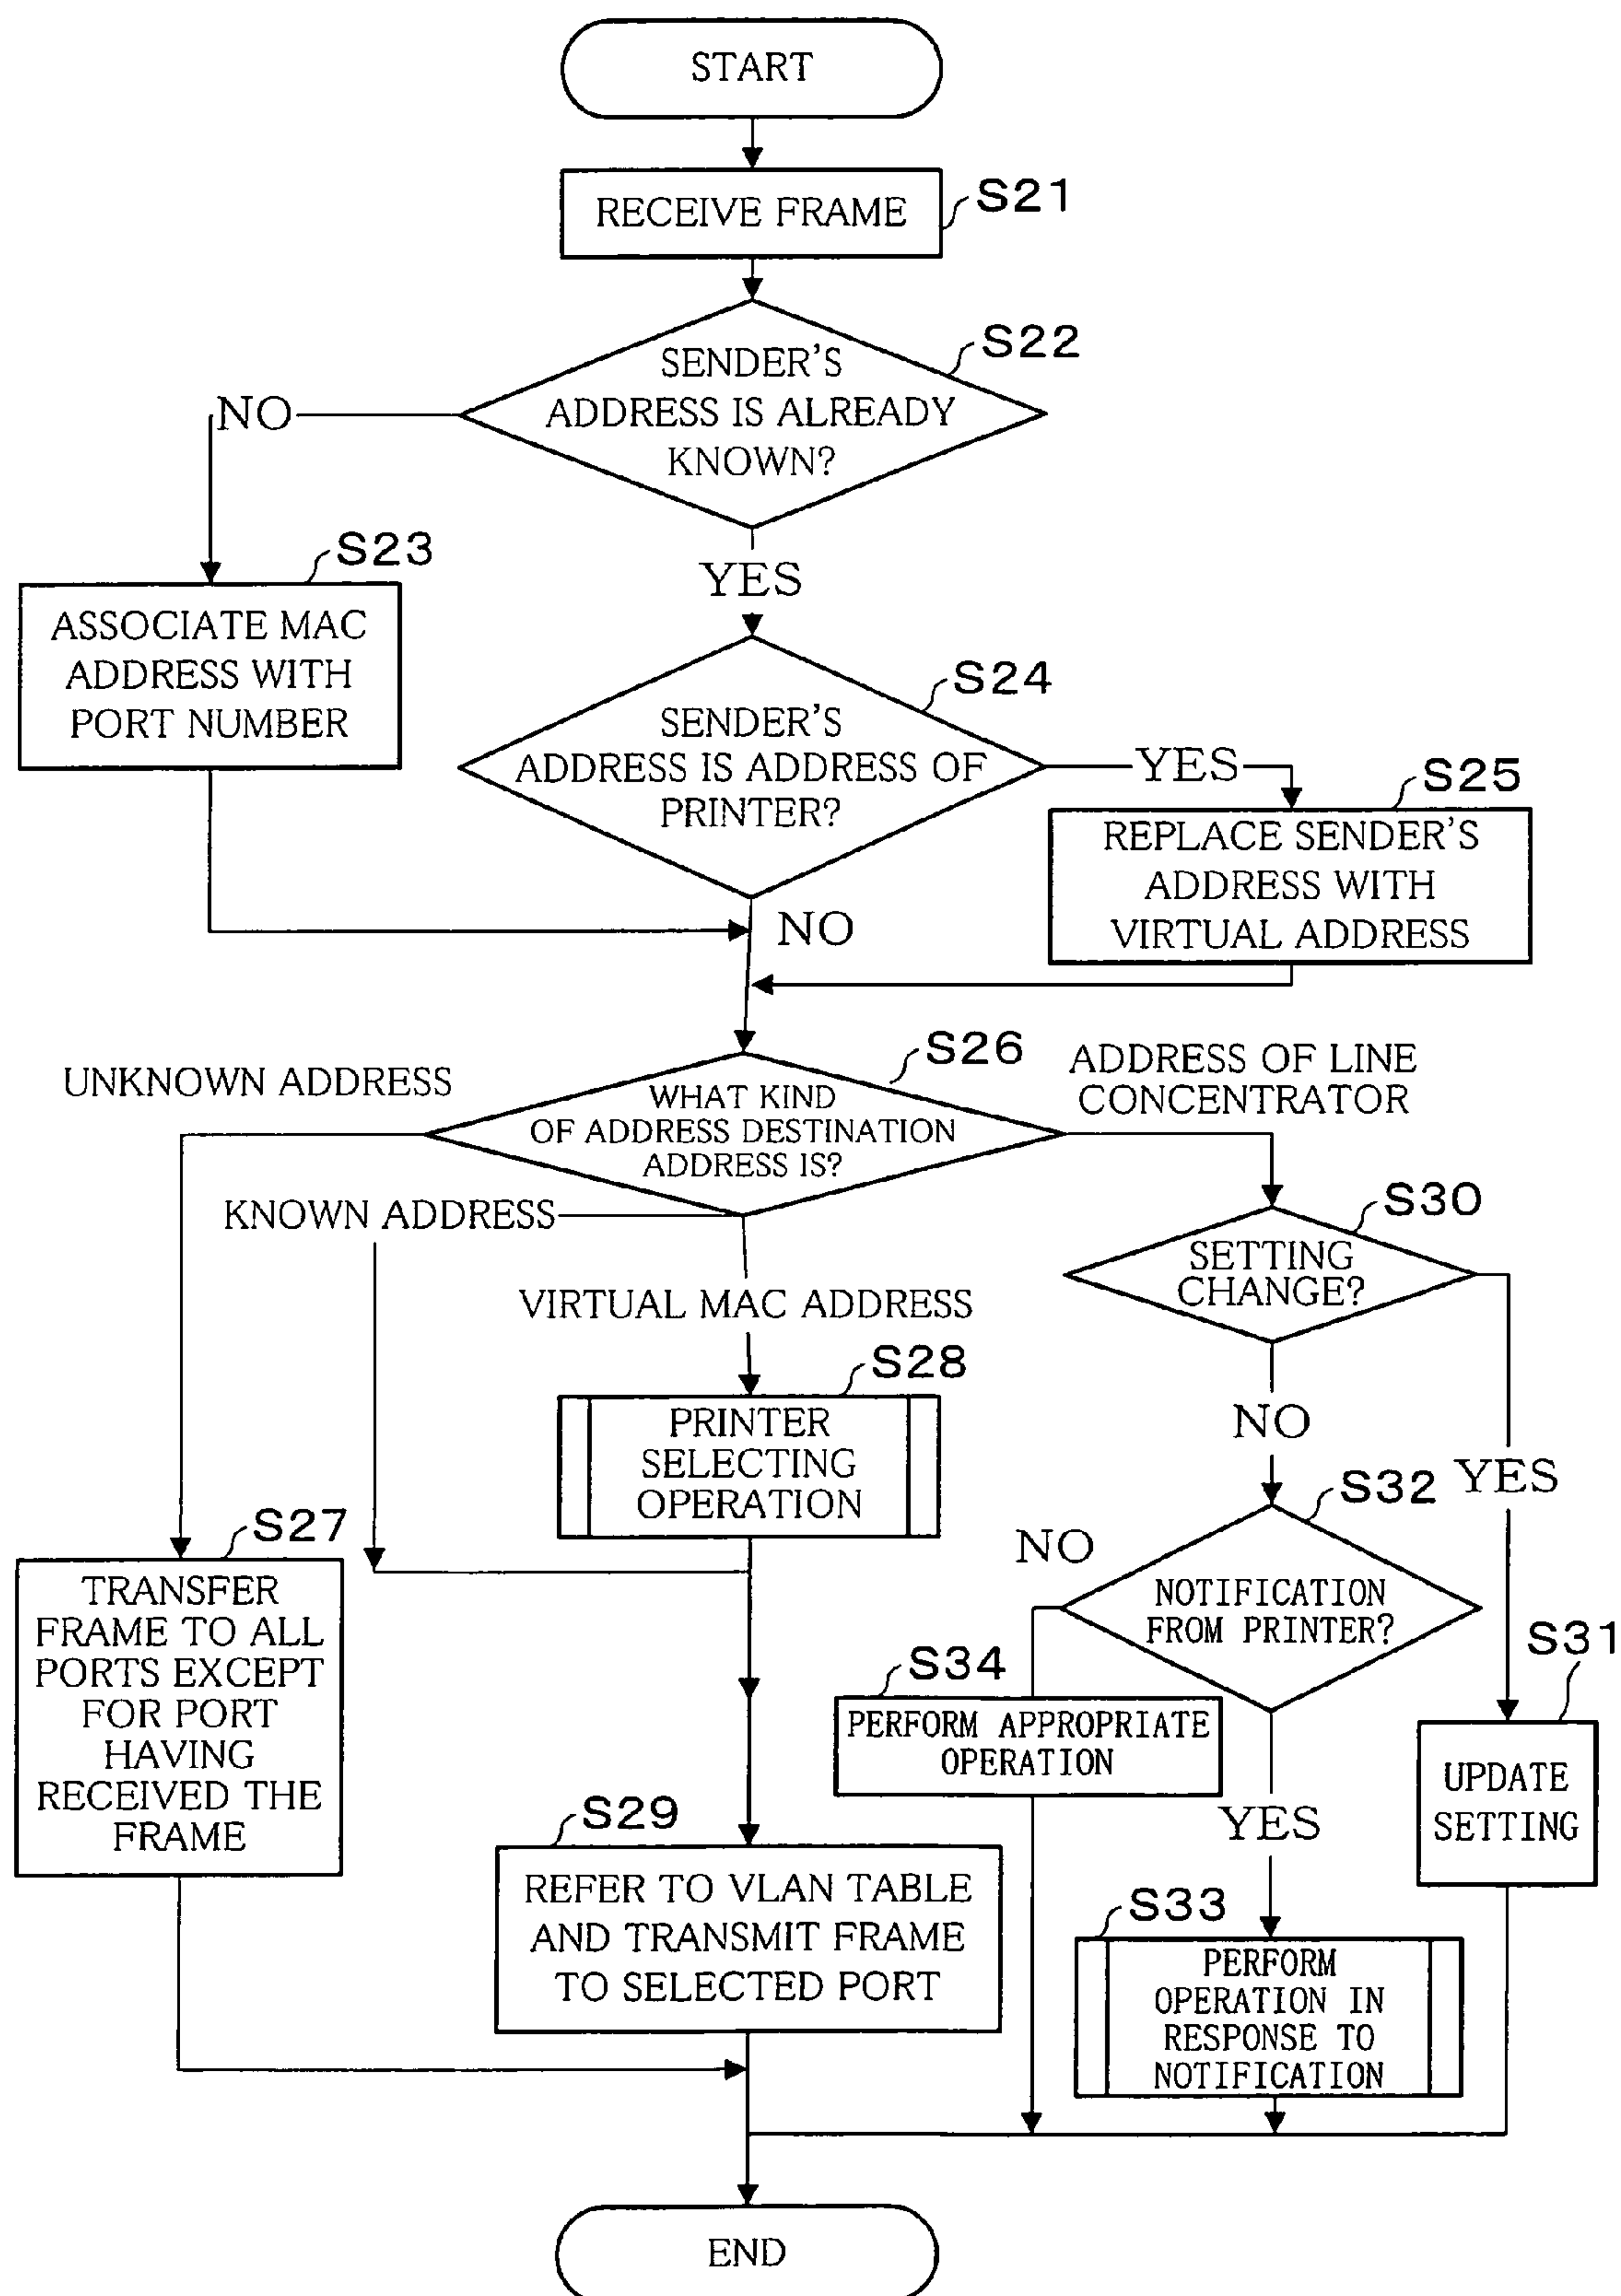 START
RECEIVE FRAME
S21
SENDER'S
ADDRESS IS ALREADY
KNOWN?
S22
NO
YES
S23
ASSOCIATE MAC
ADDRESS WITH
PORT NUMBER
S24
SENDER'S
ADDRESS IS ADDRESS OF
PRINTER?
YES
S25
REPLACE SENDER'S
ADDRESS WITH
VIRTUAL ADDRESS
NO
S26
WHAT KIND
OF ADDRESS DESTINATION
ADDRESS IS?
UNKNOWN ADDRESS
ADDRESS OF LINE
CONCENTRATOR
KNOWN ADDRESS
VIRTUAL MAC ADDRESS
S30
SETTING
CHANGE?
S28
PRINTER
SELECTING
OPERATION
NO
YES
S27
TRANSFER
FRAME TO ALL
PORTS EXCEPT
FOR PORT
HAVING
RECEIVED THE
FRAME
S32
NOTIFICATION
FROM PRINTER?
NO
S34
PERFORM APPROPRIATE
OPERATION
S31
UPDATE
SETTING
YES
S29
REFER TO VLAN TABLE
AND TRANSMIT FRAME
TO SELECTED PORT
S33
PERFORM
OPERATION IN
RESPONSE TO
NOTIFICATION
END